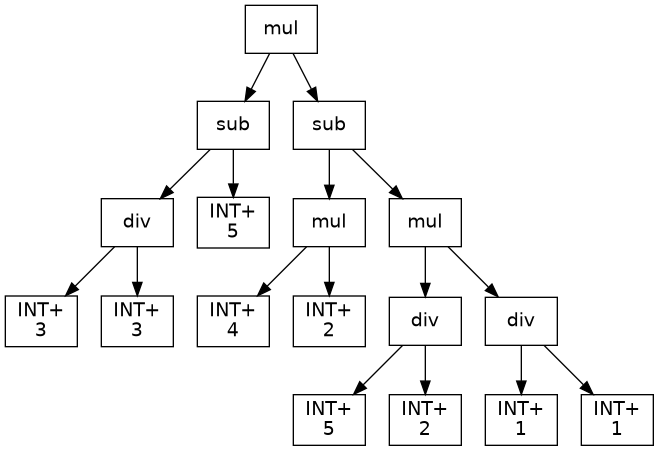 mul
sub
sub
div
INT+
5
mul
mul
INT+
3
INT+
3
INT+
4
INT+
2
div
div
INT+
5
INT+
2
INT+
1
INT+
1